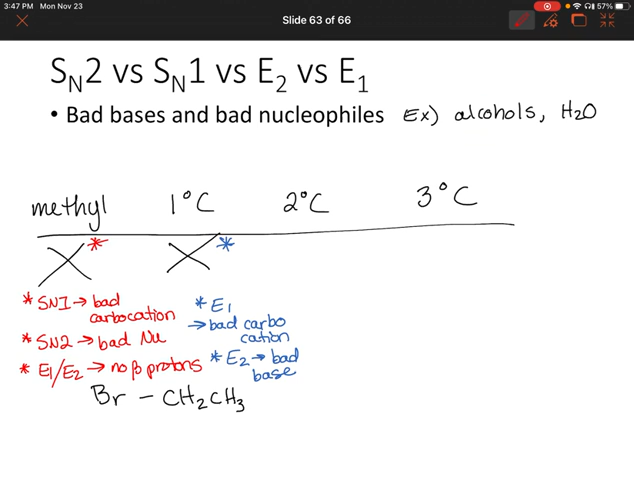 3:47 PM Mon Nov 23
57%
Slide 63 of 66
SN2 vs SN1 vs E2 vs E1
• Bad bases and bad nucleophiles Ex) alcohols, H2O
methyl 1°C 2°C 3°C
* *
* SN1 → bad carbocation
* SN2 → bad Nu
* E1/E2 → no β protons
* E1
→ bad carbo
cation
* E2 → bad
base
Br - CH2CH3